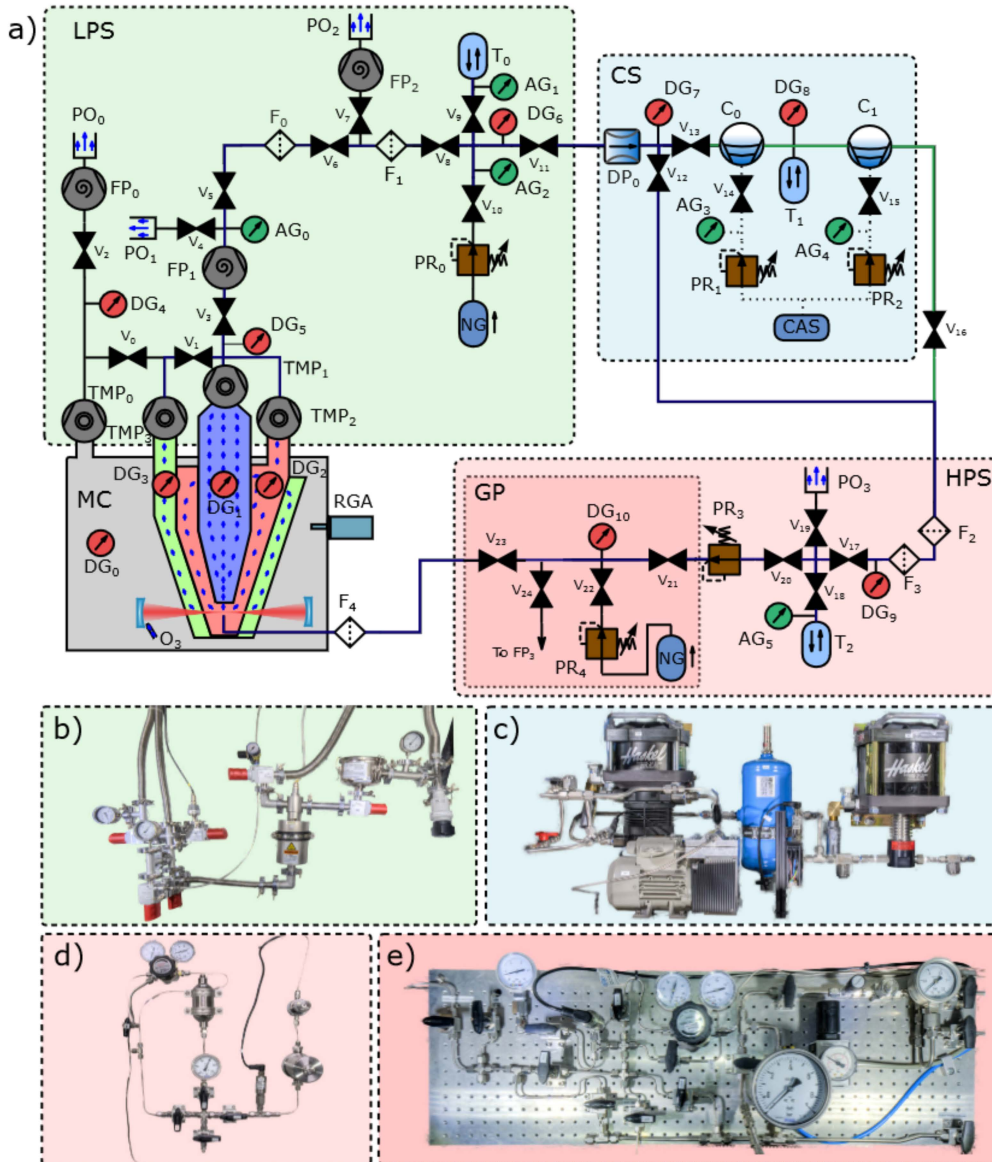 a)
LPS
PO₀
FP₀
V₂
DG₄
V₀
V₁
TMP₀
TMP₃
V₅
V₄
PO₁
AG₀
FP₁
V₃
DG₅
TMP₁
TMP₂
F₀
V₆
PO₂
FP₂
V₇
F₁
V₈
T₀
AG₁
V₉
DG₆
V₁₁
AG₂
V₁₀
PR₀
NG
CS
DG₇
DP₀
V₁₃
V₁₂
C₀
V₁₄
AG₃
PR₁
DG₈
T₁
C₁
V₁₅
AG₄
PR₂
CAS
V₁₆
MC
DG₀
DG₃
DG₁
DG₂
RGA
O₃
F₄
HPS
GP
V₂₃
V₂₄
To FP₃
DG₁₀
V₂₂
PR₄
NG
V₂₁
PR₃
V₂₀
PO₃
V₁₉
V₁₇
V₁₈
AG₅
T₂
DG₉
F₃
F₂
b)
c)
Haskel
Haskel
d)
e)